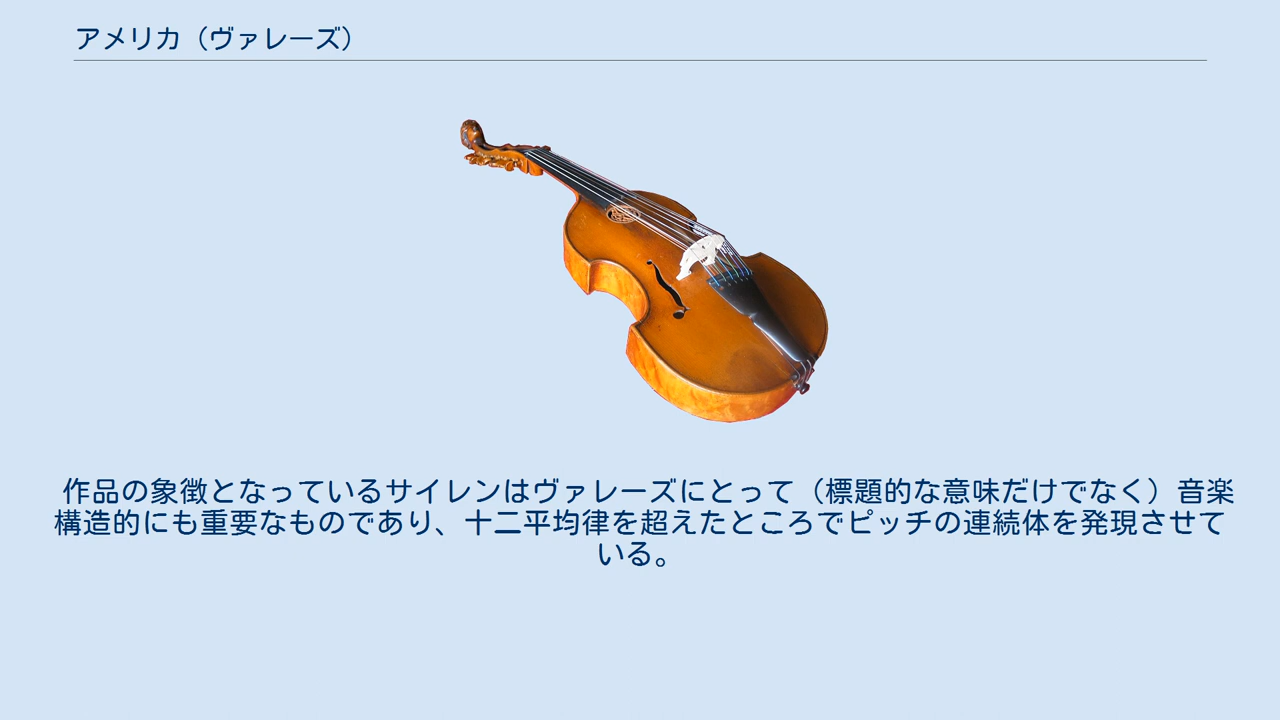 アメリカ（ヴァレーズ）
作品の象徴となっているサイレンはヴァレーズにとって（標題的な意味だけでなく）音楽
構造的にも重要なものであり、十二平均律を超えたところでピッチの連続体を発現させて
いる。